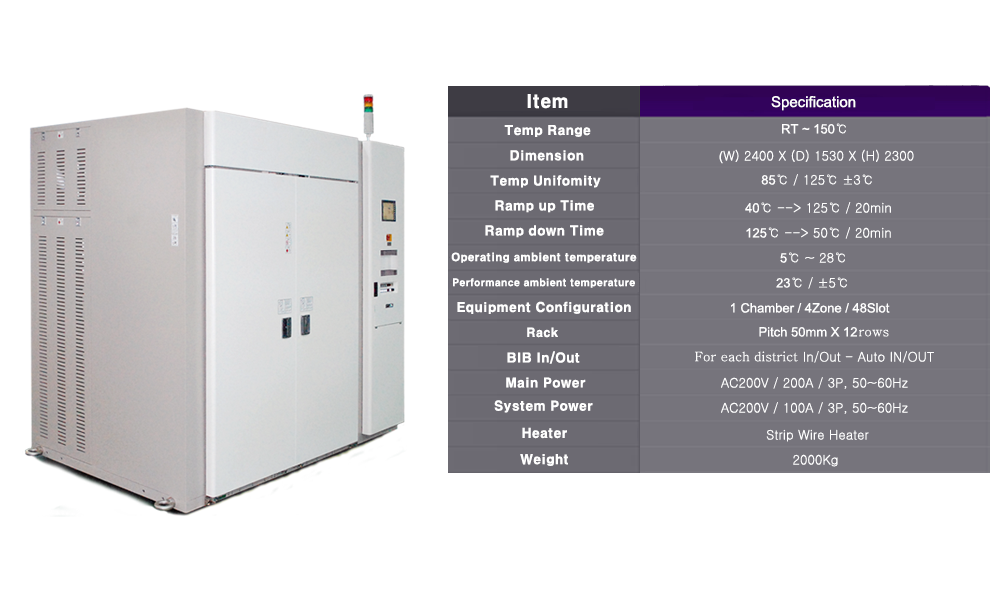 Item Specification
Temp Range RT ~ 150℃
Dimension (W) 2400 X (D) 1530 X (H) 2300
Temp Unifomity 85℃ / 125℃ ±3℃
Ramp up Time 40℃ --> 125℃ / 20min
Ramp down Time 125℃ --> 50℃ / 20min
Operating ambient temperature 5℃ ~ 28℃
Performance ambient temperature 23℃ / ±5℃
Equipment Configuration 1 Chamber / 4Zone / 48Slot
Rack Pitch 50mm X 12rows
BIB In/Out For each district In/Out - Auto IN/OUT
Main Power AC200V / 200A / 3P, 50~60Hz
System Power AC200V / 100A / 3P, 50~60Hz
Heater Strip Wire Heater
Weight 2000Kg